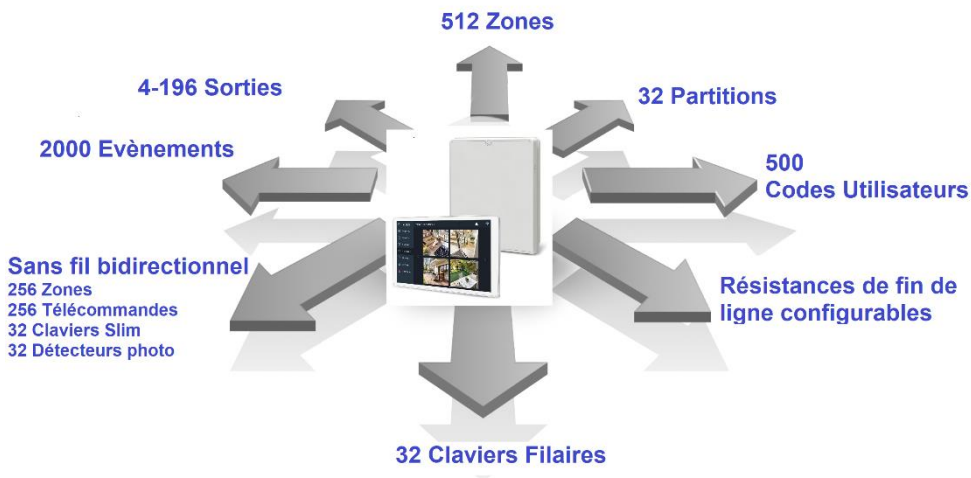 512 Zones
4-196 Sorties
32 Partitions
2000 Evènements
500
Codes Utilisateurs
Sans fil bidirectionnel
256 Zones
256 Télécommandes
32 Claviers Slim
32 Détecteurs photo
Résistances de fin de
ligne configurables
32 Claviers Filaires